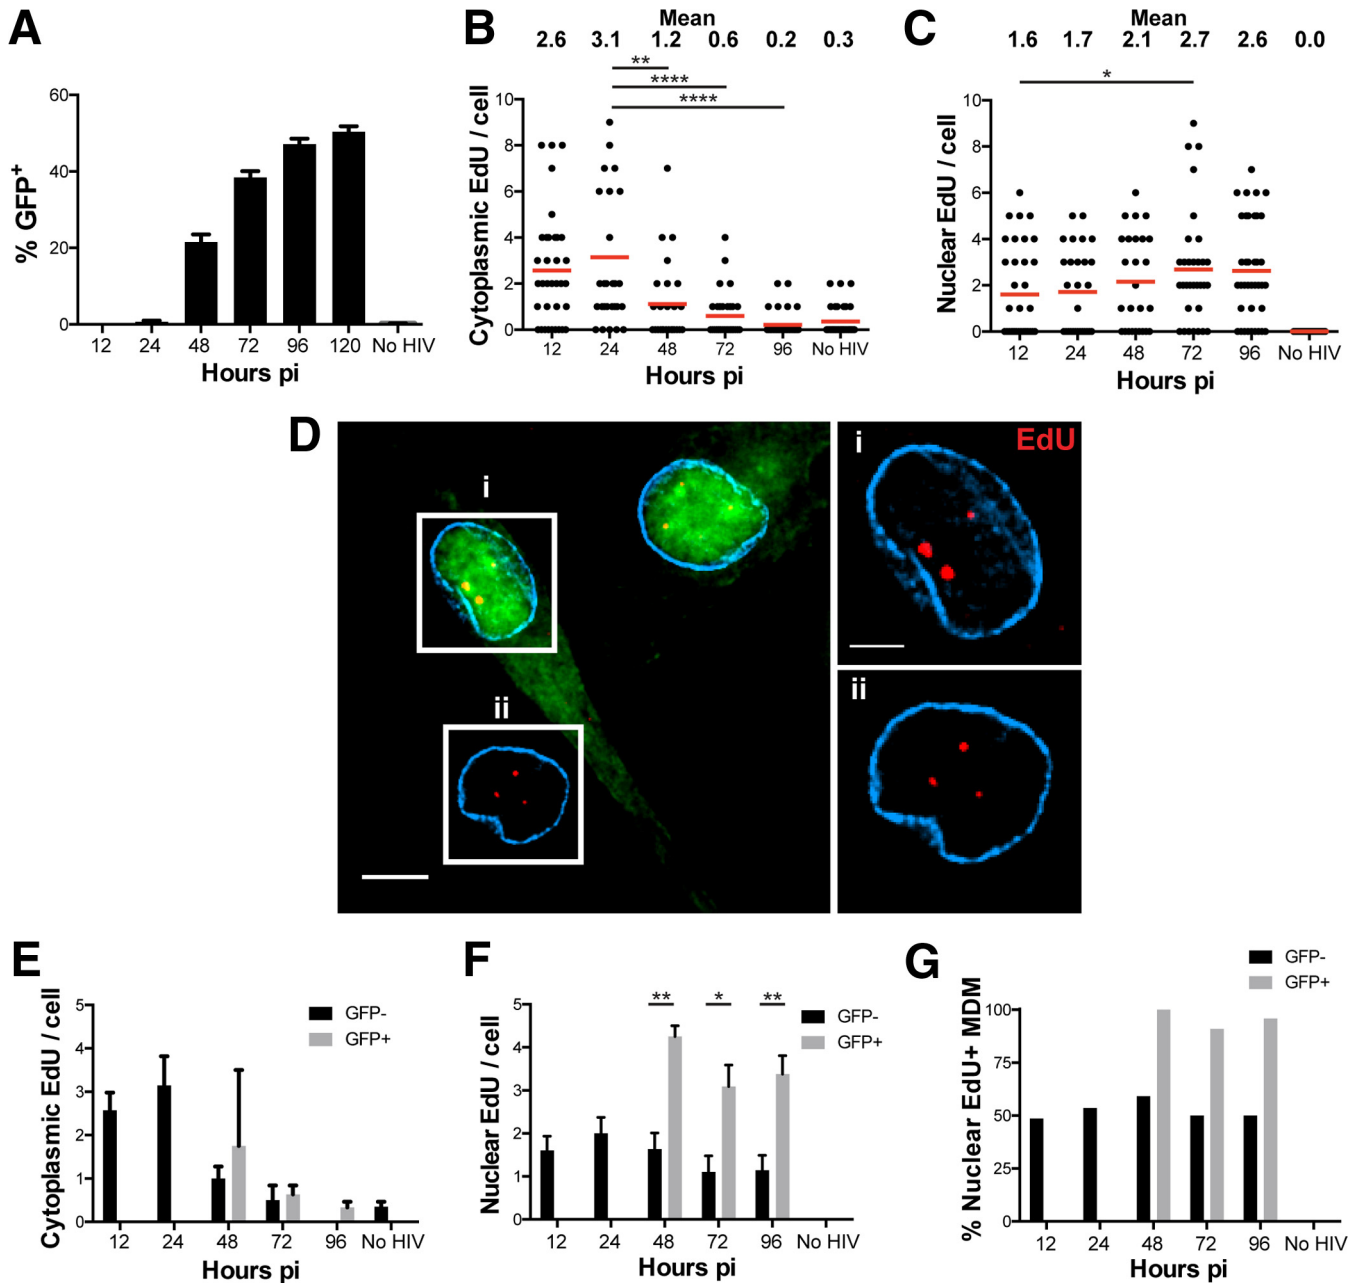 A
% GFP+
60
40
20
0
12 24 48 72 96 120 No HIV
Hours pi
B
Mean
2.6 3.1 1.2 0.6 0.2 0.3
**
****
****
Cytoplasmic EdU / cell
10
8
6
4
2
0
12 24 48 72 96 No HIV
Hours pi
C
Mean
1.6 1.7 2.1 2.7 2.6 0.0
*
Nuclear EdU / cell
10
8
6
4
2
0
12 24 48 72 96 No HIV
Hours pi
D
i
ii
i
EdU
ii
E
Cytoplasmic EdU / cell
5
4
3
2
1
0
GFP-
GFP+
12 24 48 72 96 No HIV
Hours pi
F
Nuclear EdU / cell
5
4
3
2
1
0
** * **
GFP-
GFP+
12 24 48 72 96 No HIV
Hours pi
G
GFP-
GFP+
% Nuclear EdU+ MDM
100
75
50
25
0
12 24 48 72 96 No HIV
Hours pi